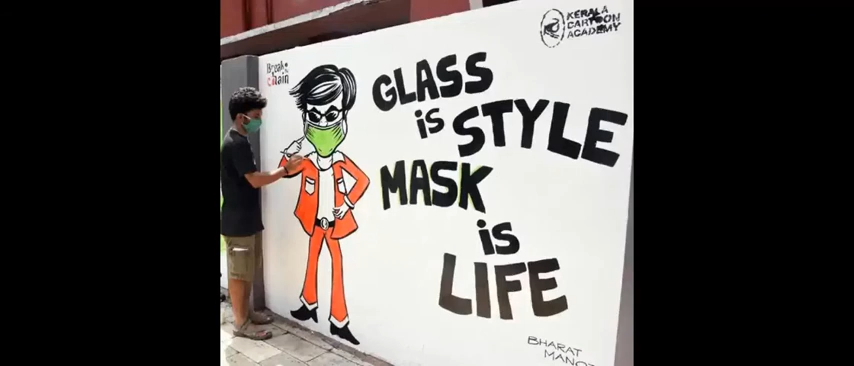 KERALA
CARTOON
ACADEMY
Break
chain
GLASS
is STYLE
MASK
is
LIFE
BHARAT